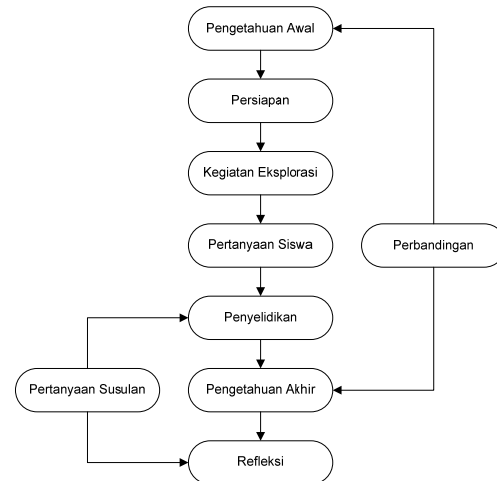 Pengetahuan Awal
Persiapan
Kegiatan Eksplorasi
Pertanyaan Siswa
Perbandingan
Penyelidikan
Pertanyaan Susulan
Pengetahuan Akhir
Refleksi